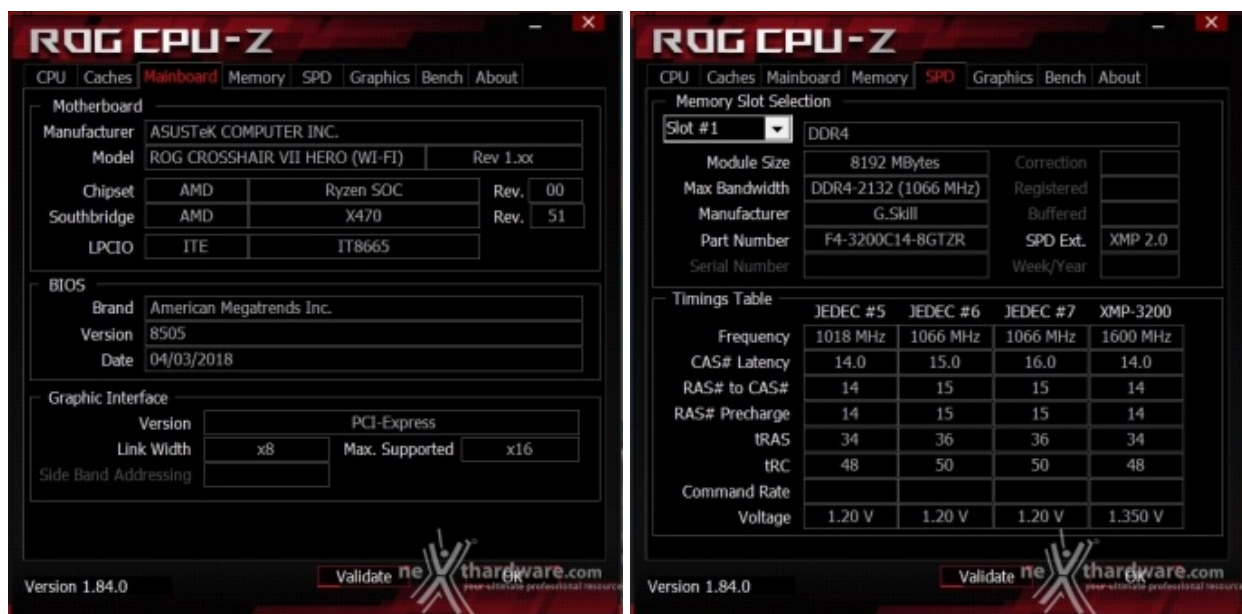 ROG CPU-Z
CPU Caches Mainboard Memory SPD Graphics Bench About
Motherboard
Manufacturer ASUSTeK COMPUTER INC.
Model ROG CROSSHAIR VII HERO (WI-FI) Rev 1.xx
Chipset AMD Ryzen SOC Rev. 00
Southbridge AMD X470 Rev. 51
LPCIO ITE IT8665
BIOS
Brand American Megatrends Inc.
Version 8505
Date 04/03/2018
Graphic Interface
Version PCI-Express
Link Width x8 Max. Supported x16
Side Band Addressing
Version 1.84.0 Validate OK
nexthardware.com
your ultimate professional resource
ROG CPU-Z
CPU Caches Mainboard Memory SPD Graphics Bench About
Memory Slot Selection
Slot #1 DDR4
Module Size 8192 MBytes Correction
Max Bandwidth DDR4-2132 (1066 MHz) Registered
Manufacturer G.Skill Buffered
Part Number F4-3200C14-8GTZR SPD Ext. XMP 2.0
Serial Number Week/Year
Timings Table
JEDEC #5 JEDEC #6 JEDEC #7 XMP-3200
Frequency 1018 MHz 1066 MHz 1066 MHz 1600 MHz
CAS# Latency 14.0 15.0 16.0 14.0
RAS# to CAS# 14 15 15 14
RAS# Precharge 14 15 15 14
tRAS 34 36 36 34
tRC 48 50 50 48
Command Rate
Voltage 1.20 V 1.20 V 1.20 V 1.350 V
Version 1.84.0 Validate OK
nexthardware.com
your ultimate professional resource